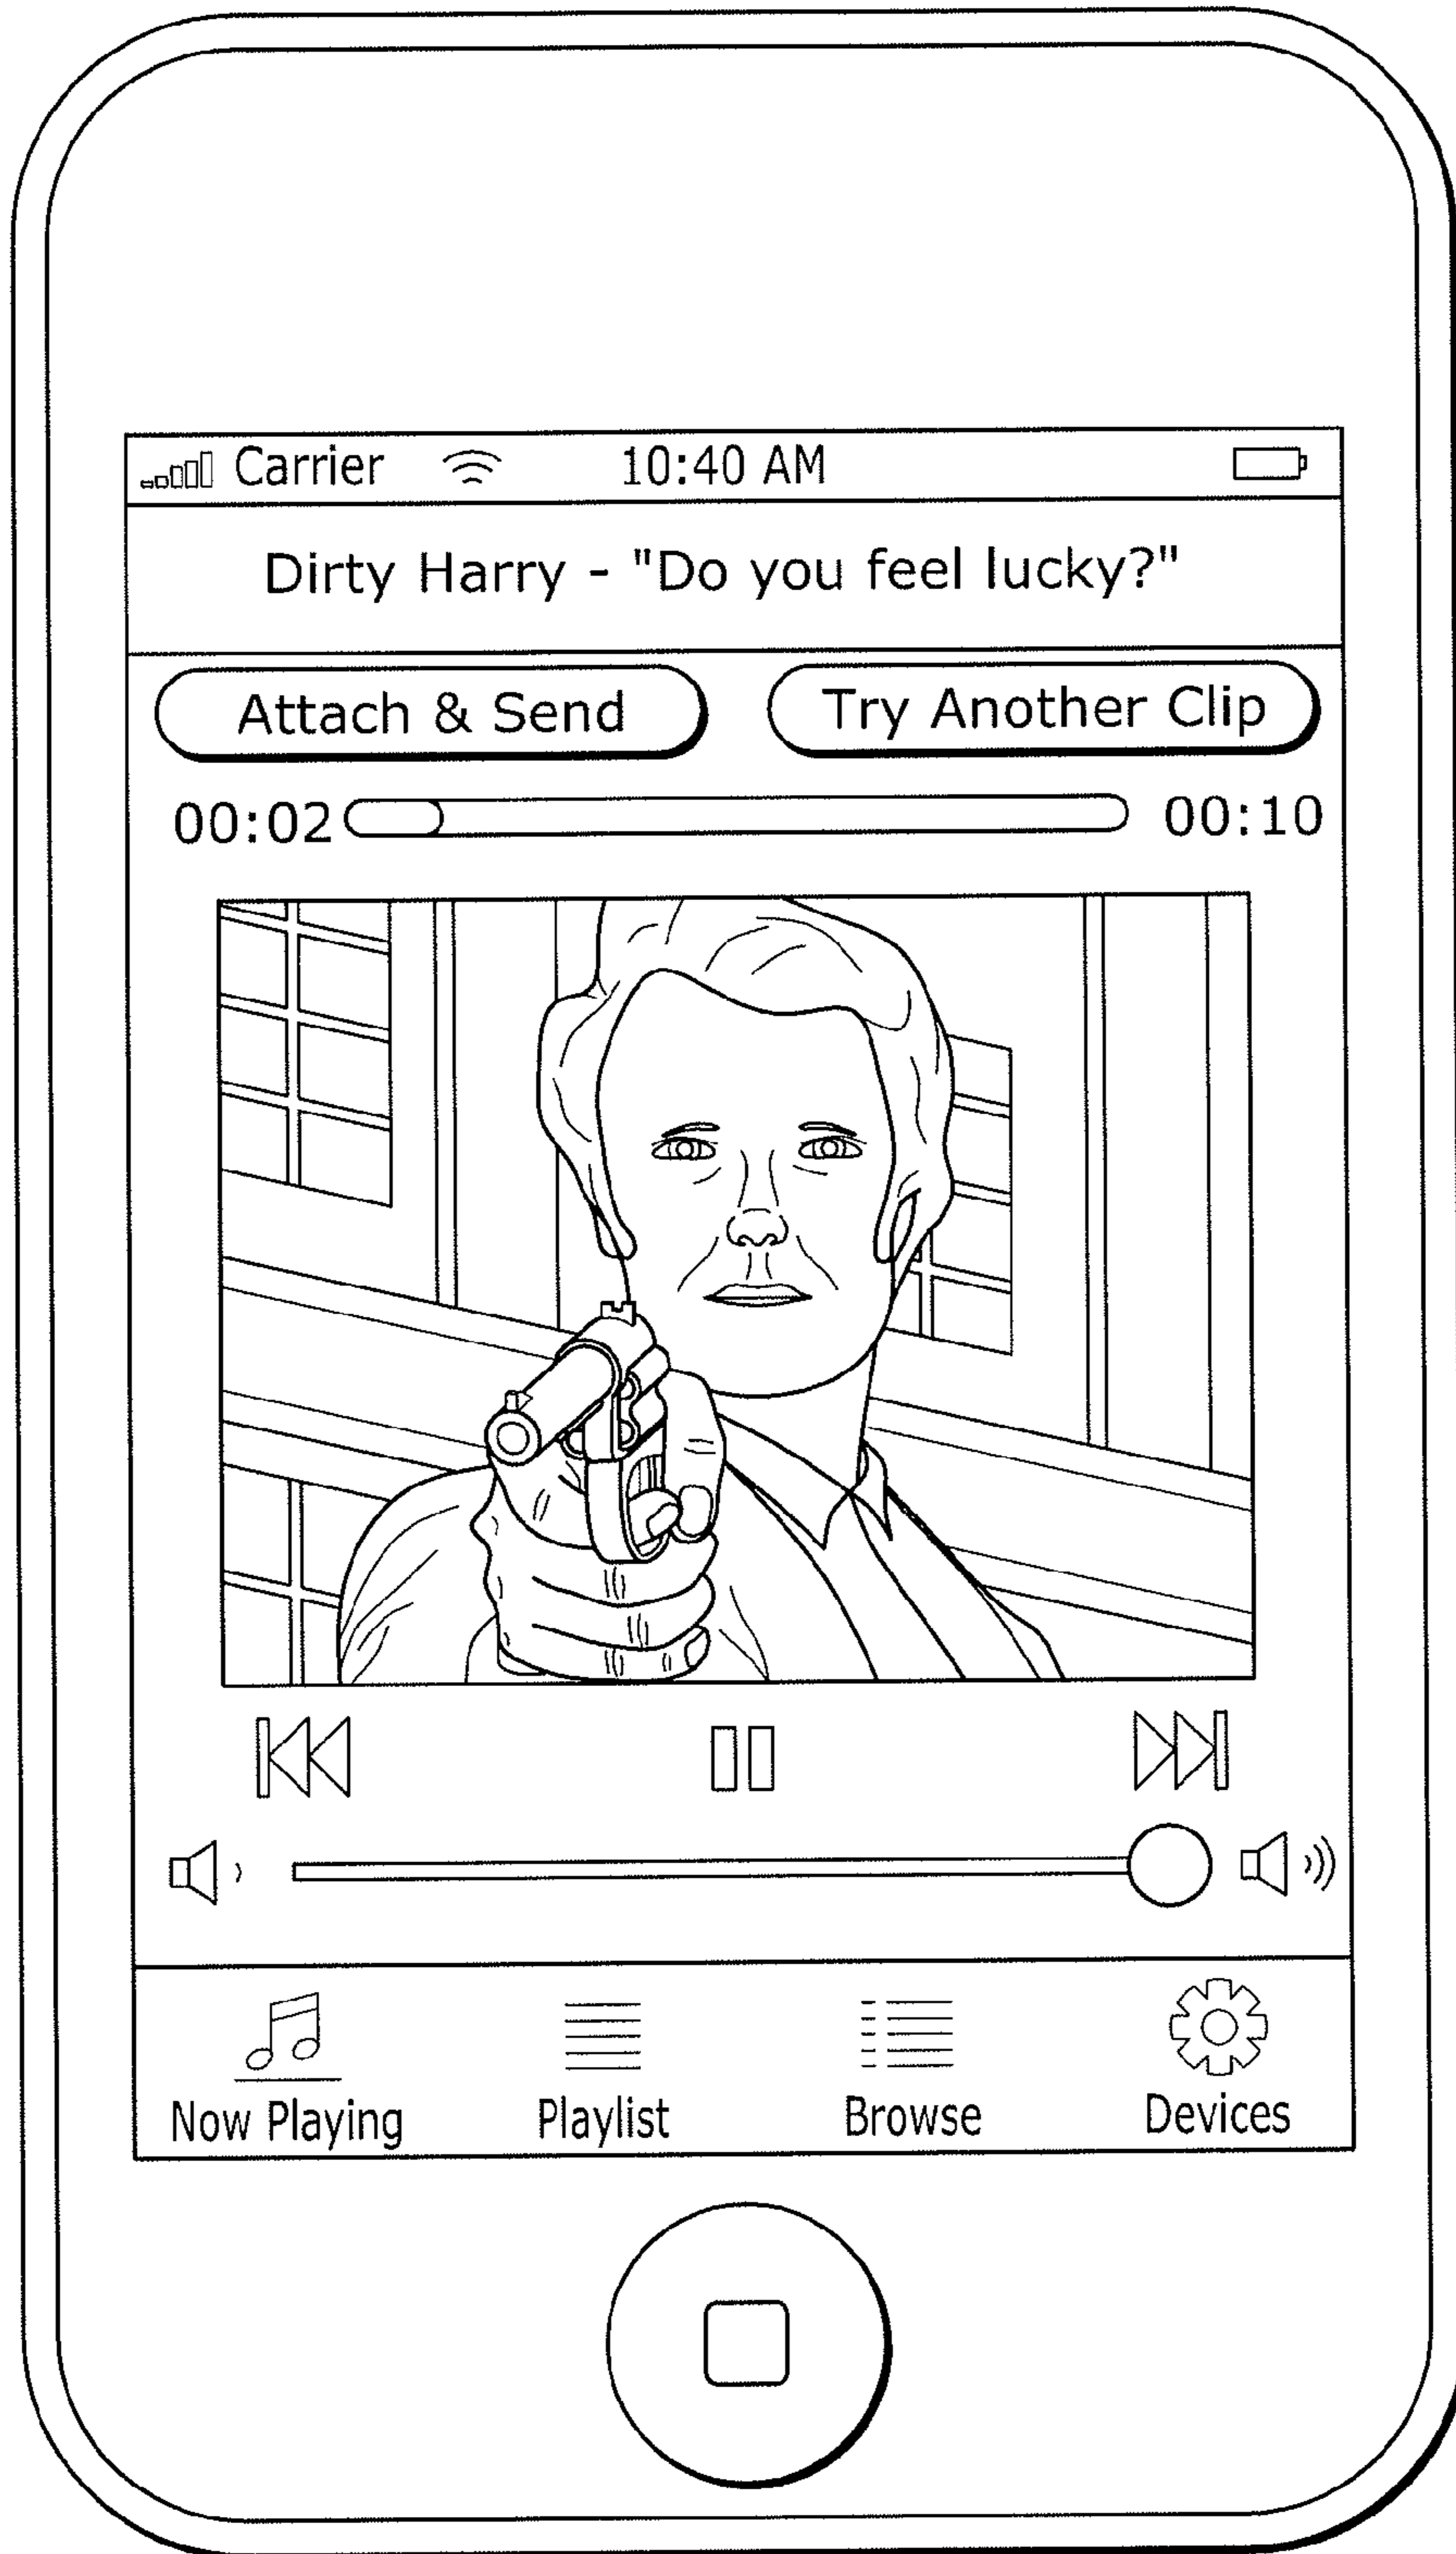 Carrier 10:40 AM
Dirty Harry - "Do you feel lucky?"
Attach & Send Try Another Clip
00:02 00:10
Now Playing Playlist Browse Devices